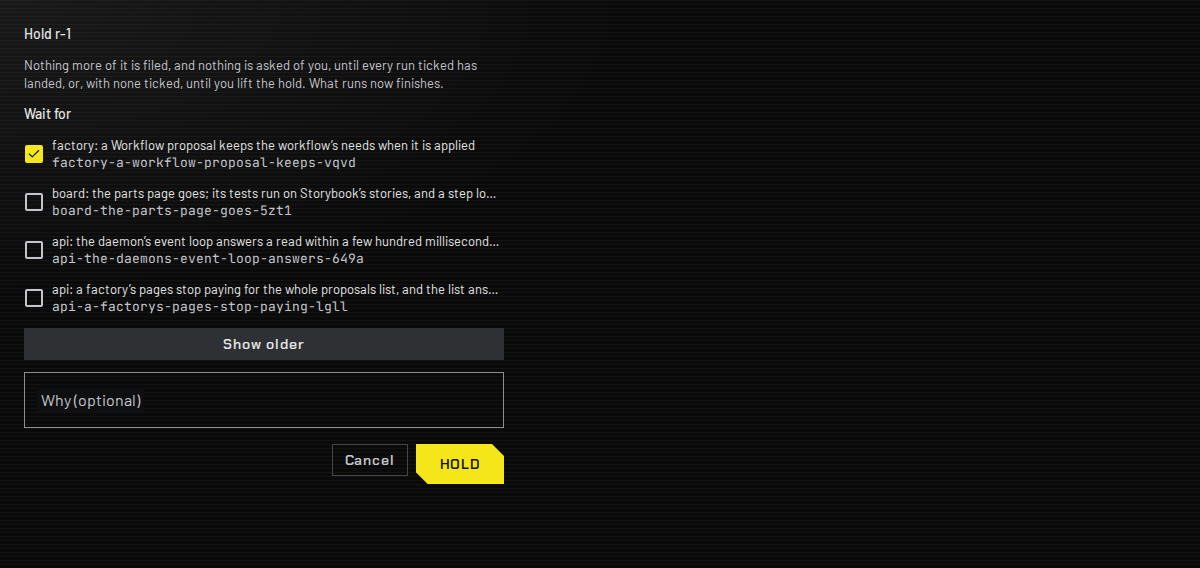 Hold r-1
Nothing more of it is filed, and nothing is asked of you, until every run ticked has
landed, or, with none ticked, until you lift the hold. What runs now finishes.
Wait for
factory: a Workflow proposal keeps the workflow's needs when it is applied
factory-a-workflow-proposal-keeps-vqvd
board: the parts page goes; its tests run on Storybook's stories, and a step lo...
board-the-parts-page-goes-5zt1
api: the daemon's event loop answers a read within a few hundred millisecond...
api-the-daemons-event-loop-answers-649a
api: a factory's pages stop paying for the whole proposals list, and the list ans...
api-a-factorys-pages-stop-paying-lgll
Show older
Why(optional)
Cancel
HOLD